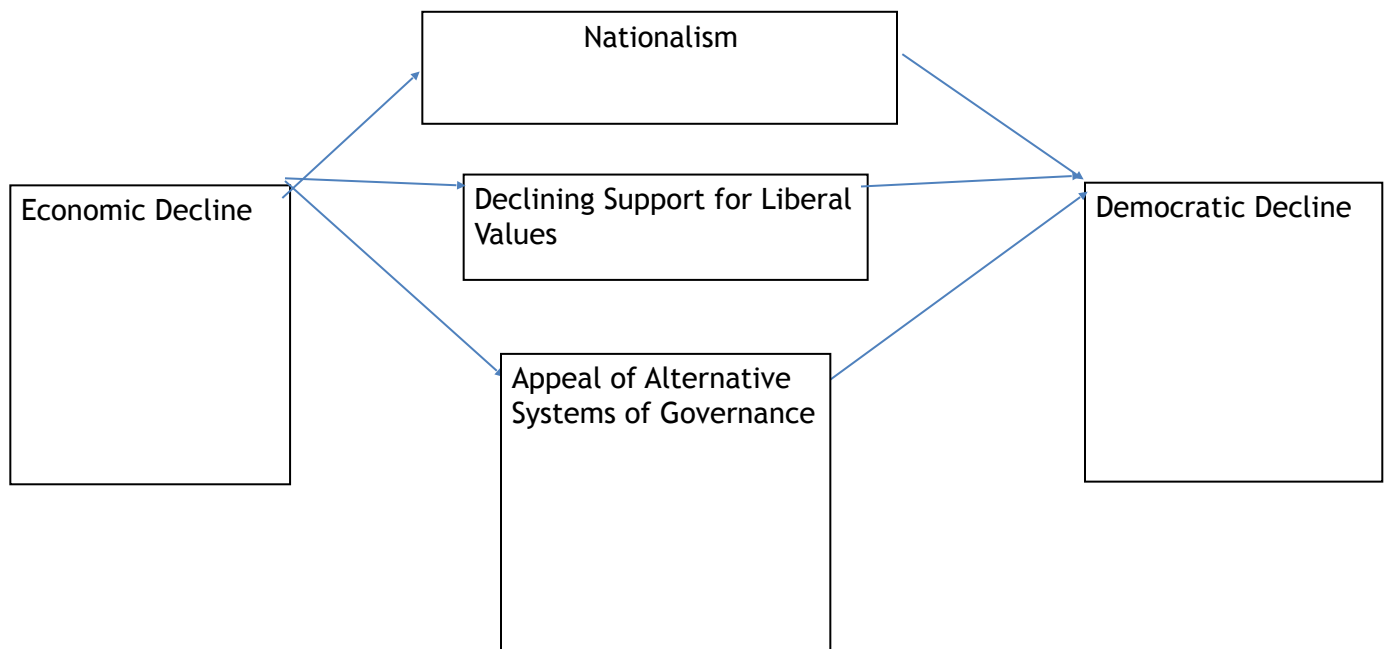 Nationalism
Economic Decline
Declining Support for Liberal
Values
Democratic Decline
Appeal of Alternative
Systems of Governance